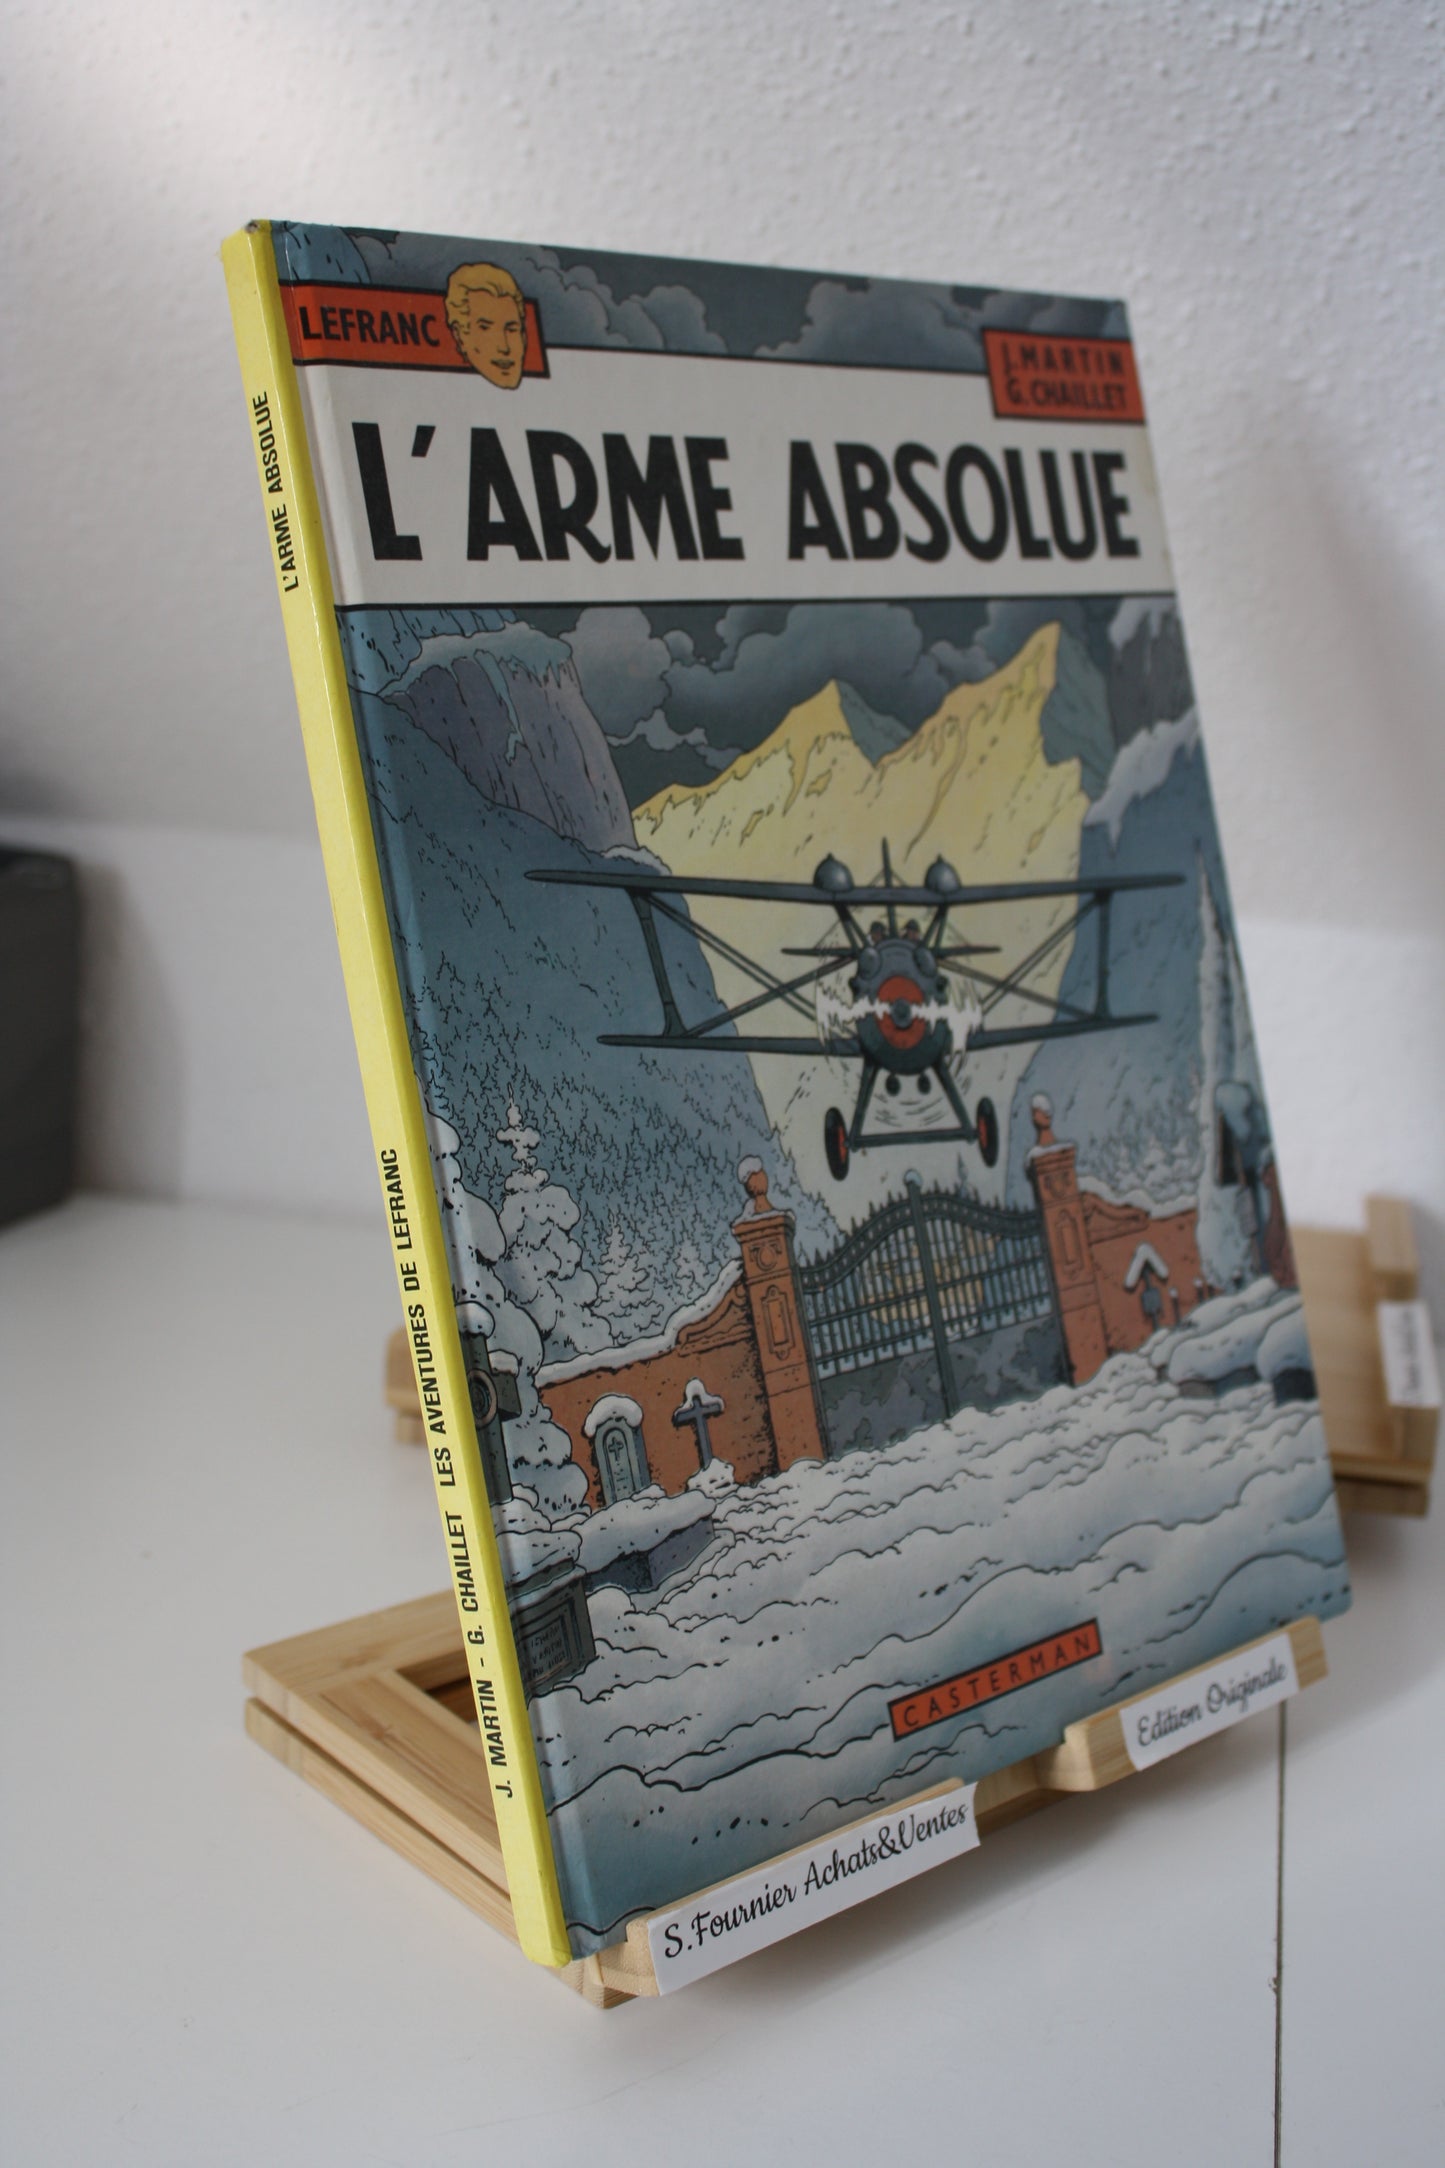 LEFRANC
J. MARTIN
G. CHAILLET
L'ARME ABSOLUE
CASTERMAN
L'ARME ABSOLUE
J. MARTIN - G. CHAILLET LES AVENTURES DE LEFRANC
S.Fournier Achats&Ventes
Edition Originale